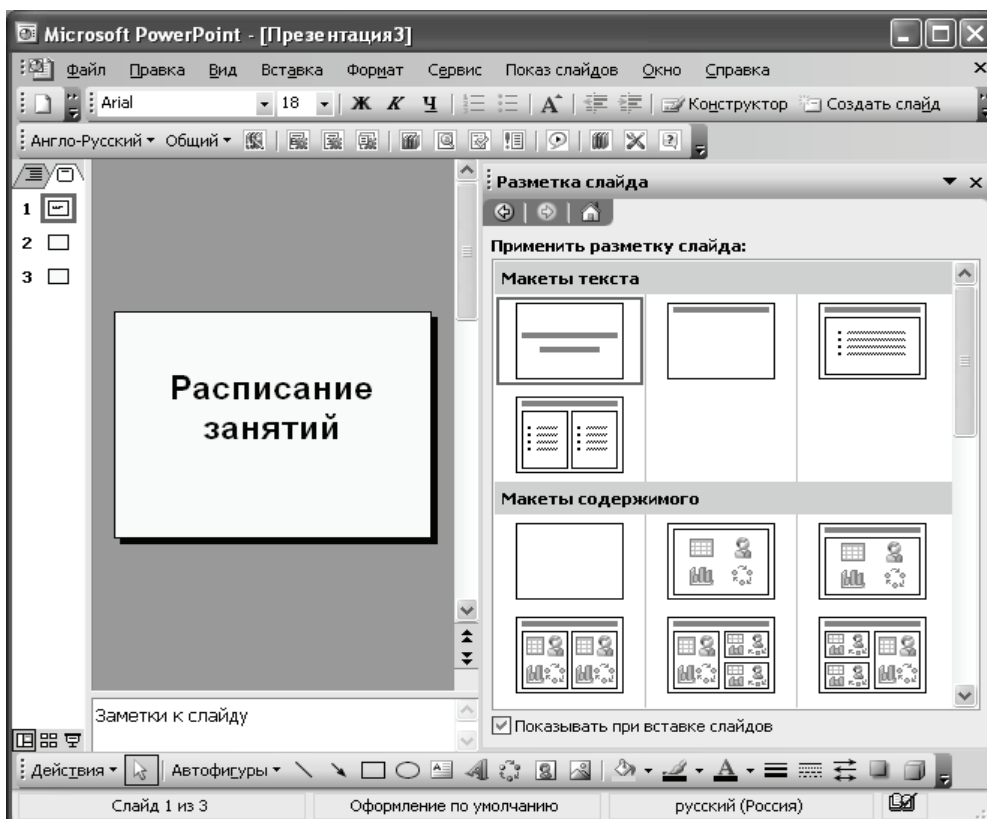 Microsoft PowerPoint - [Презентация3]
Файл Правка Вид Вставка Формат Сервис Показ слайдов Окно Справка
Arial 18 Ж К Ч Конструктор Создать слайд
Англо-Русский Общий
Разметка слайда
1
2
3
Применить разметку слайда:
Макеты текста
Расписание
занятий
Макеты содержимого
Заметки к слайду
Показывать при вставке слайдов
Действия Автофигуры
Слайд 1 из 3 Оформление по умолчанию русский (Россия)